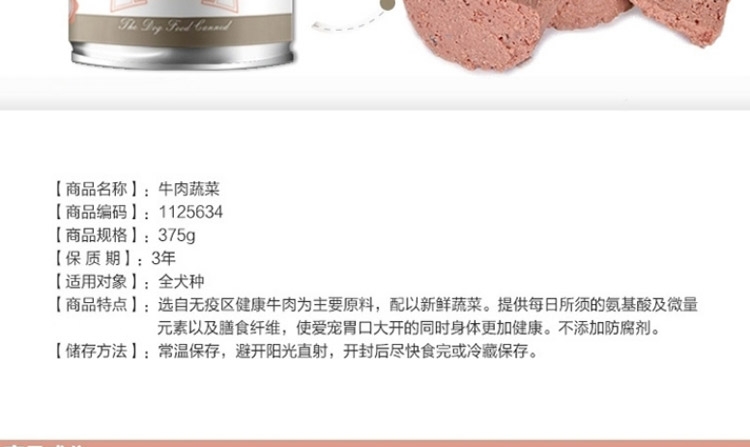 The Dog Food Canned
【商品名称】：牛肉蔬菜
【商品编码】：1125634
【商品规格】：375g
【保 质 期】：3年
【适用对象】：全犬种
【商品特点】：选自无疫区健康牛肉为主要原料，配以新鲜蔬菜。提供每日所须的氨基酸及微量
元素以及膳食纤维，使爱宠胃口大开的同时身体更加健康。不添加防腐剂。
【储存方法】：常温保存，避开阳光直射，开封后尽快食完或冷藏保存。